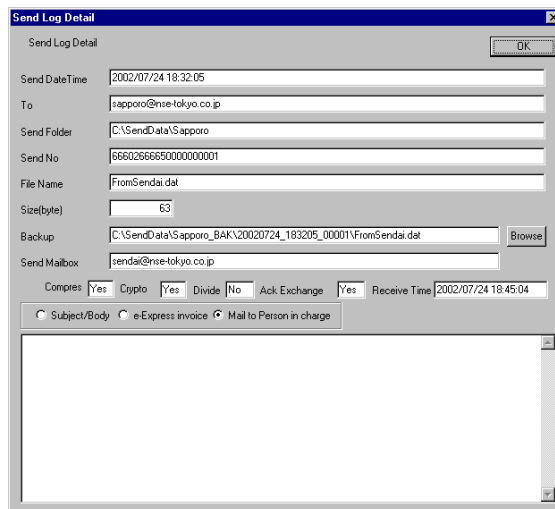 Send Log Detail
Send Log Detail
OK
Send DateTime 2002/07/24 18:32:05
To sapporo@nse-tokyo.co.jp
Send Folder C:\SendData\Sapporo
Send No 66602666650000000001
File Name FromSendai.dat
Size(byte) 63
Backup C:\SendData\Sapporo_BAK\20020724_183205_00001\FromSendai.dat Browse
Send Mailbox sendai@nse-tokyo.co.jp
Compres Yes Crypto Yes Divide No Ack Exchange Yes Receive Time 2002/07/24 18:45:04
Subject/Body e-Express invoice Mail to Person in charge